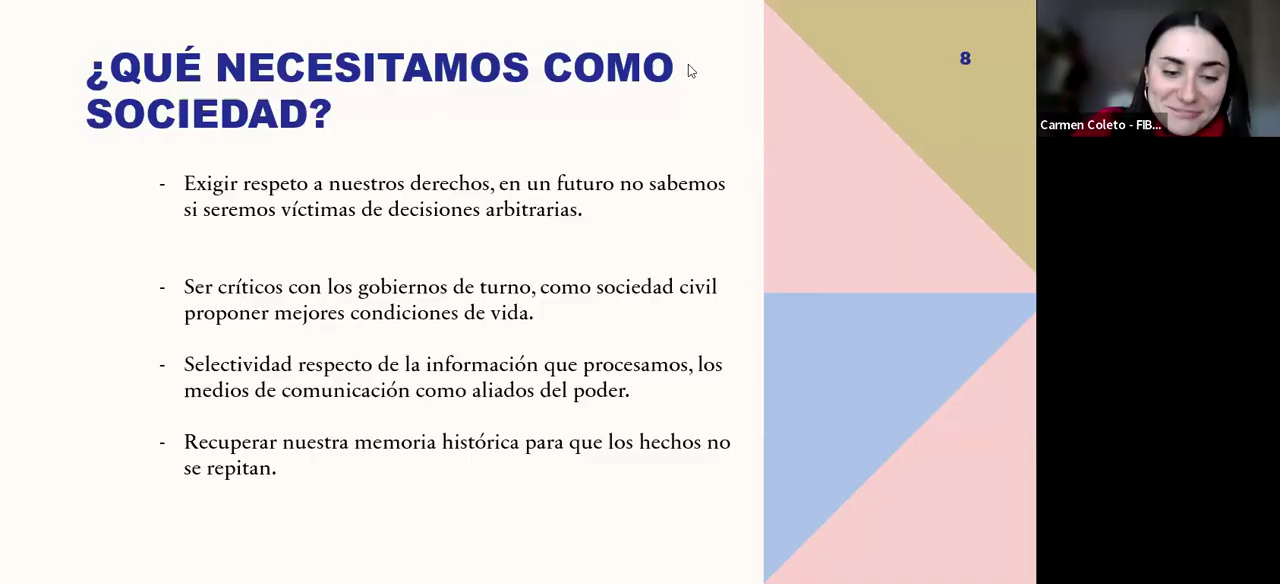 ¿QUÉ NECESITAMOS COMO
SOCIEDAD?
8
- Exigir respeto a nuestros derechos, en un futuro no sabemos
si seremos víctimas de decisiones arbitrarias.
- Ser críticos con los gobiernos de turno, como sociedad civil
proponer mejores condiciones de vida.
- Selectividad respecto de la información que procesamos, los
medios de comunicación como aliados del poder.
- Recuperar nuestra memoria histórica para que los hechos no
se repitan.
Carmen Coleto - FIB...